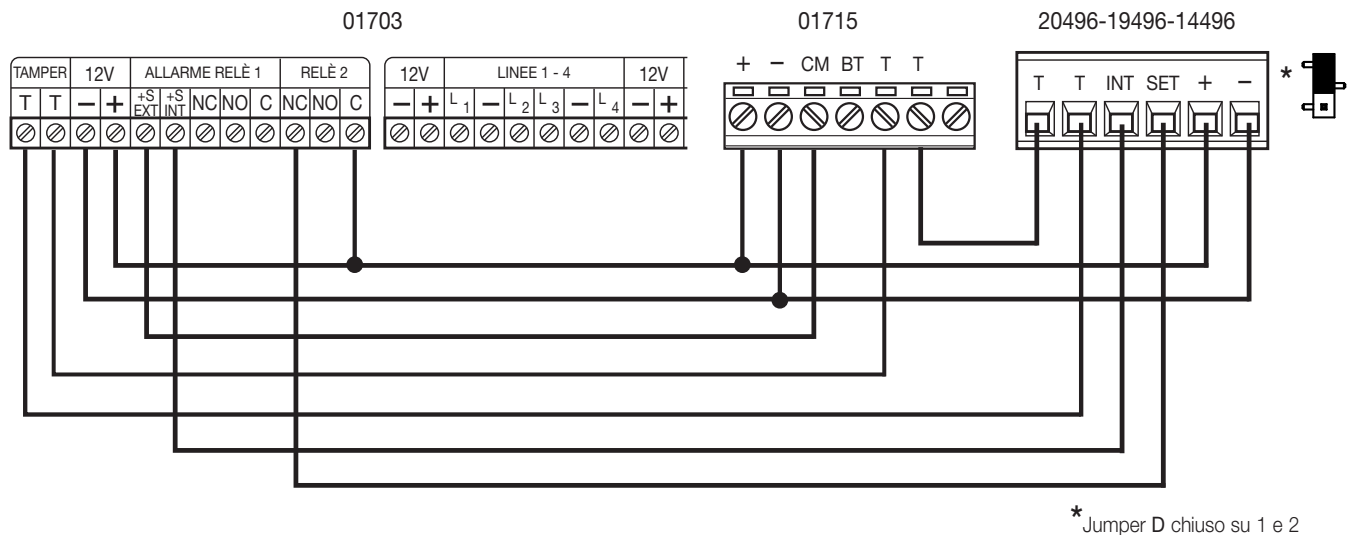 01703
01715
20496-19496-14496
TAMPER 12V ALLARME RELÈ 1 RELÈ 2 12V LINEE 1 - 4 12V
T T − + +S EXT +S INT NC NO C NC NO C − + L1 − L2 L3 − L4 − +
+ − CM BT T T
T T INT SET + −
*
*Jumper D chiuso su 1 e 2